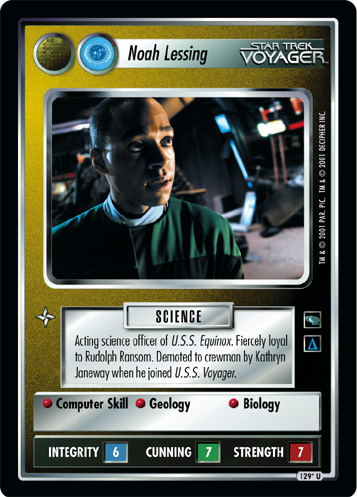 Noah Lessing
STAR TREK
VOYAGER™
TM & © 2001 PAR. PIC. TM & © 2001 DECIPHER INC.
SCIENCE
Acting science officer of U.S.S. Equinox. Fiercely loyal
to Rudolph Ransom. Demoted to crewman by Kathryn
Janeway when he joined U.S.S. Voyager.
Computer Skill Geology Biology
INTEGRITY 6 CUNNING 7 STRENGTH 7
129* U